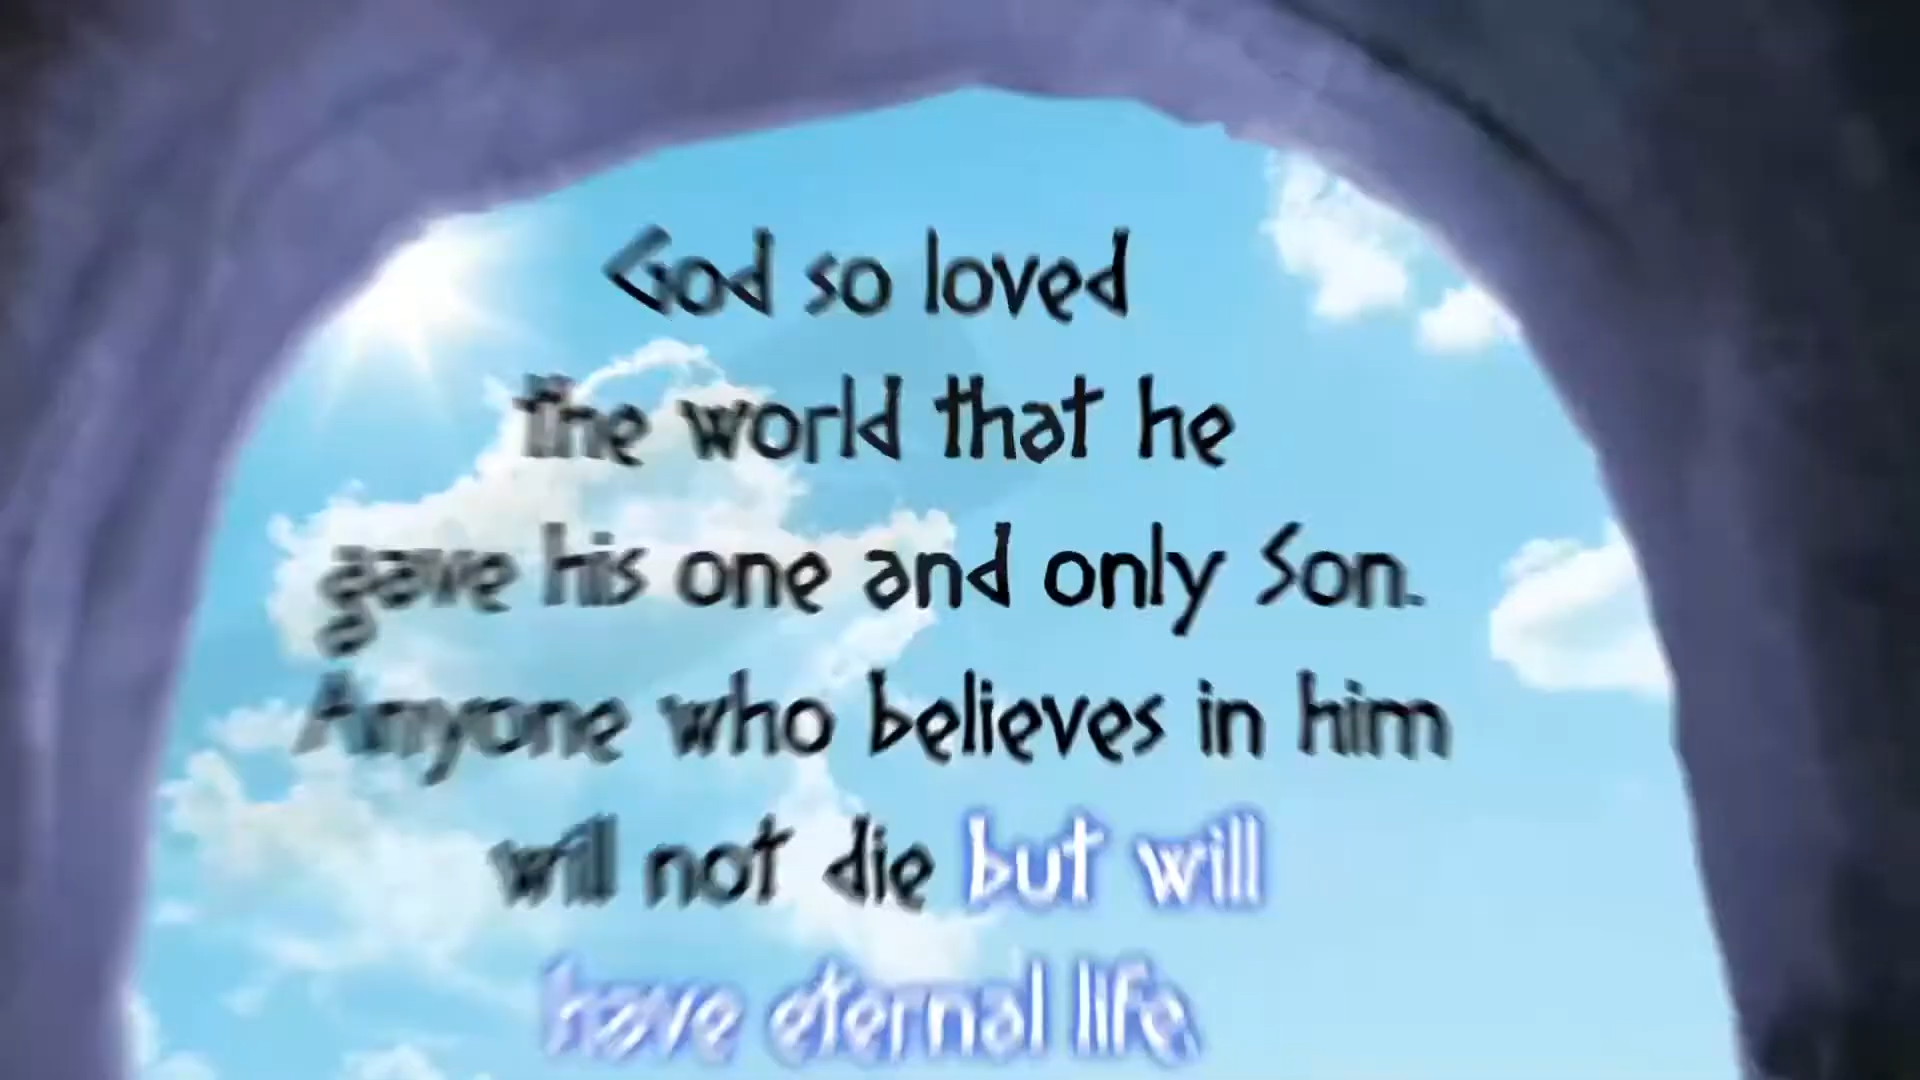 God so loved
the world that he
gave his one and only Son.
Anyone who believes in him
will not die but will
have eternal life.